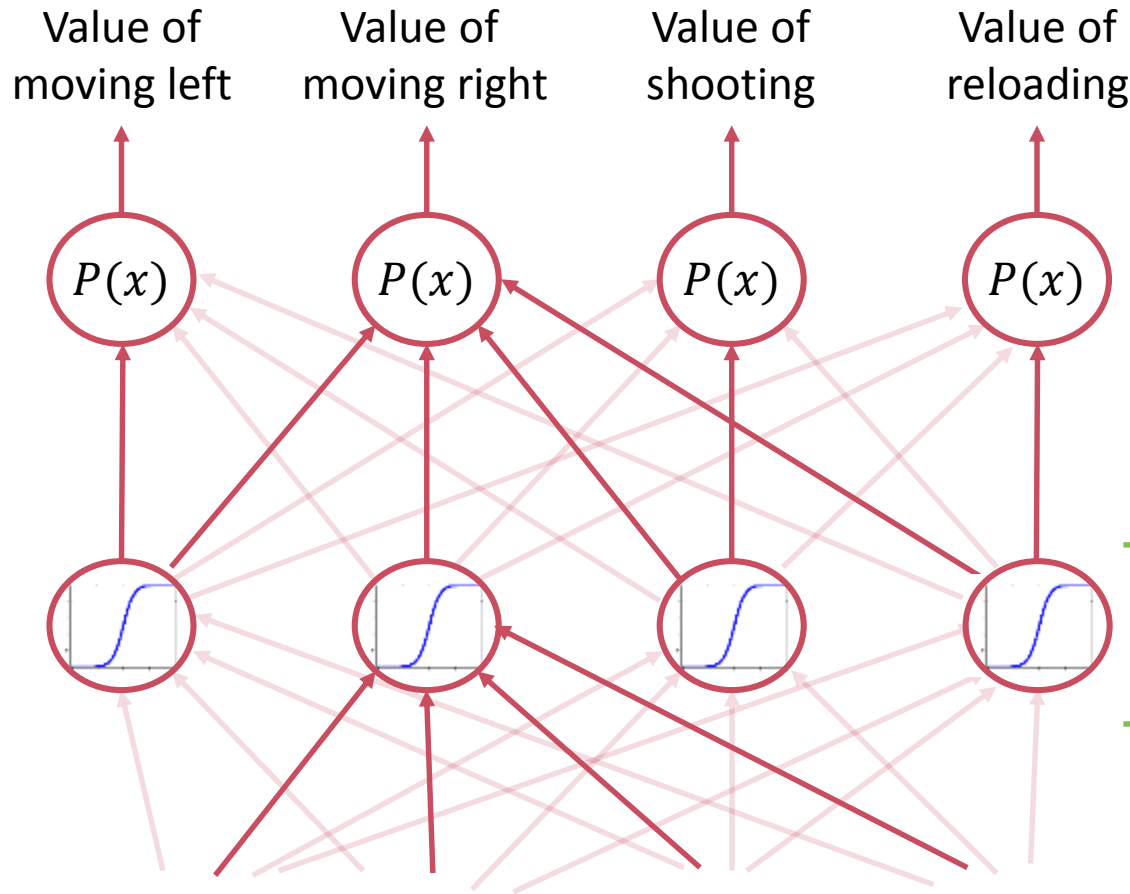 Value of moving left
Value of moving right
Value of shooting
Value of reloading
P(x)
P(x)
P(x)
P(x)